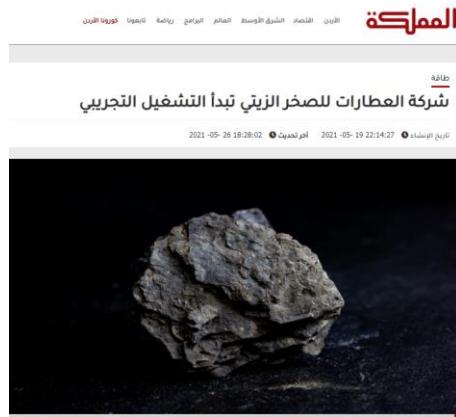 المملكة
الأردن اقتصاد الشرق الأوسط العالم البرامج رياضة تابعونا كورونا الأردن
طاقة
شركة العطارات للصخر الزيتي تبدأ التشغيل التجريبي
تاريخ الإنشاء 22:14:27 19 -05- 2021 آخر تحديث 18:28:02 26 -05- 2021